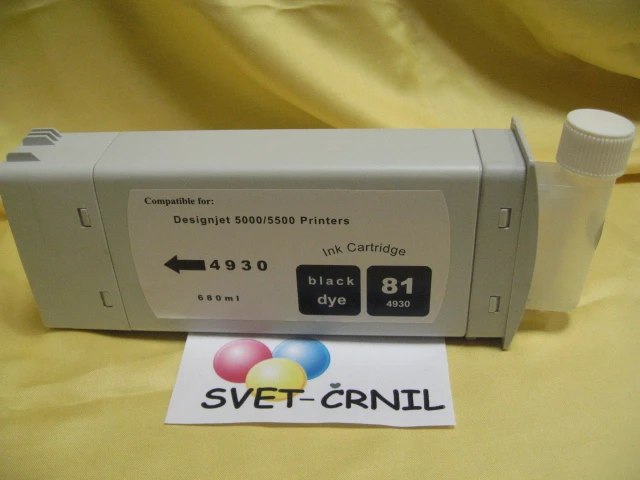 Compatible for:
Designjet 5000/5500 Printers
Ink Cartridge
4930
680ml
black
dye
81
4930
SVET-ČRNIL